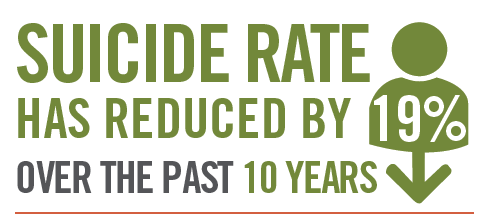 SUICIDE RATE
HAS REDUCED BY 19%
OVER THE PAST 10 YEARS